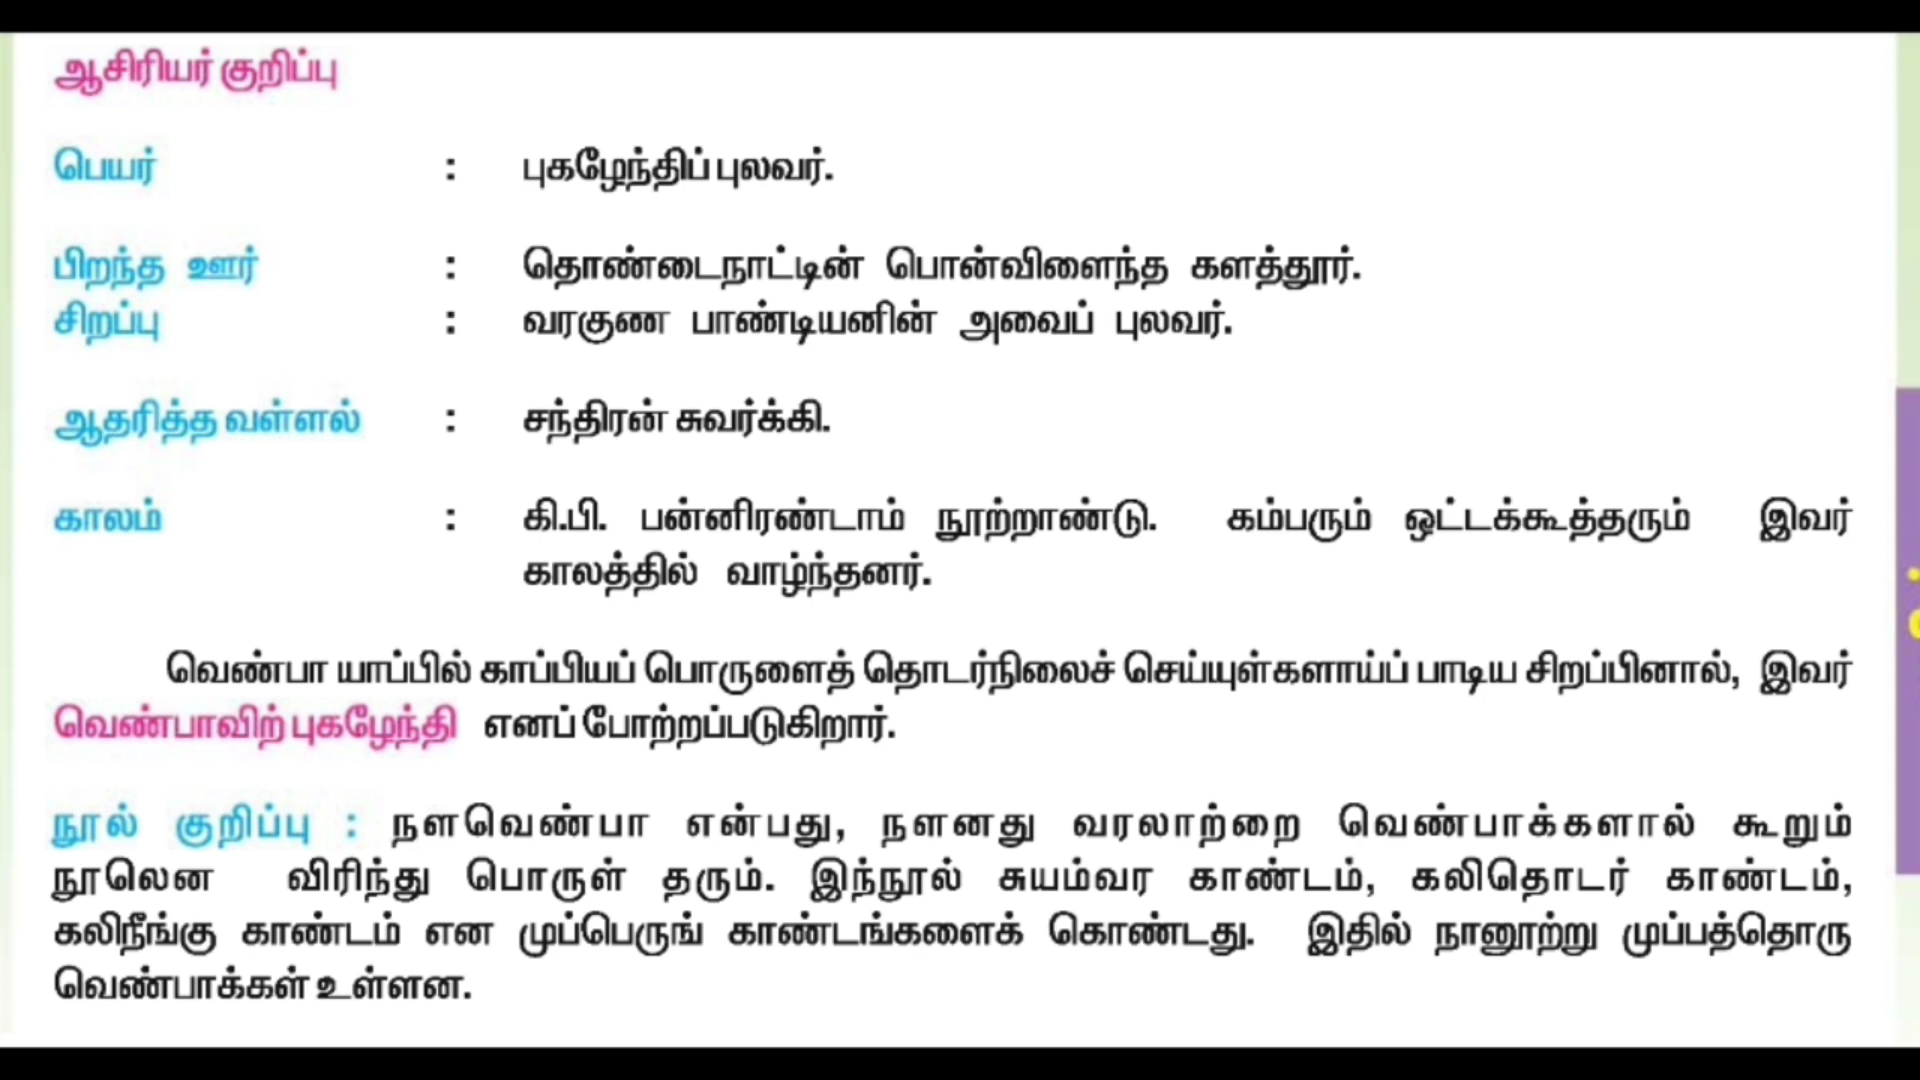 ஆசிரியர் குறிப்பு
பெயர் : புகழேந்திப் புலவர்.
பிறந்த ஊர் : தொண்டைநாட்டின் பொன்விளைந்த களத்தூர்.
சிறப்பு : வரகுண பாண்டியனின் அவைப் புலவர்.
ஆதரித்த வள்ளல் : சந்திரன் சுவர்க்கி.
காலம் : கி.பி. பன்னிரண்டாம் நூற்றாண்டு. கம்பரும் ஒட்டக்கூத்தரும் இவர்
காலத்தில் வாழ்ந்தனர்.
வெண்பா யாப்பில் காப்பியப் பொருளைத் தொடர்நிலைச் செய்யுள்களாய்ப் பாடிய சிறப்பினால், இவர்
வெண்பாவிற் புகழேந்தி எனப் போற்றப்படுகிறார்.
நூல் குறிப்பு : நளவெண்பா என்பது, நளனது வரலாற்றை வெண்பாக்களால் கூறும்
நூலென விரிந்து பொருள் தரும். இந்நூல் சுயம்வர காண்டம், கலிதொடர் காண்டம்,
கலிநீங்கு காண்டம் என முப்பெருங் காண்டங்களைக் கொண்டது. இதில் நானூற்று முப்பத்தொரு
வெண்பாக்கள் உள்ளன.